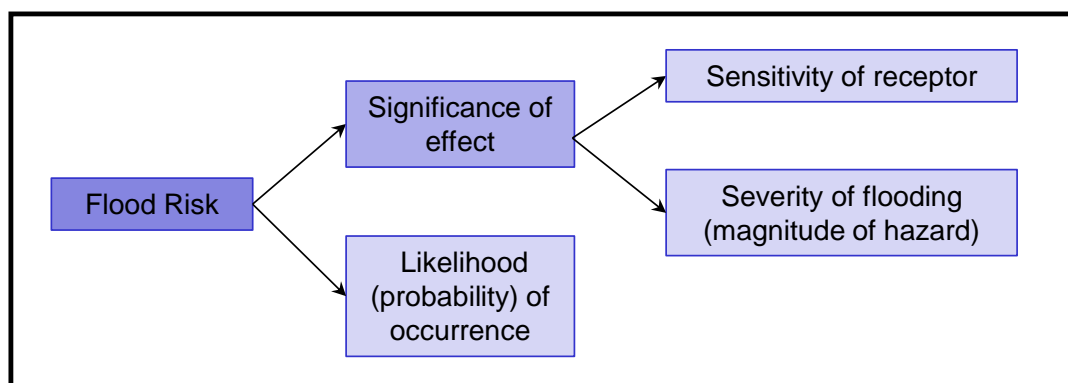 Flood Risk
Significance of
effect
Likelihood
(probability) of
occurrence
Sensitivity of receptor
Severity of flooding
(magnitude of hazard)